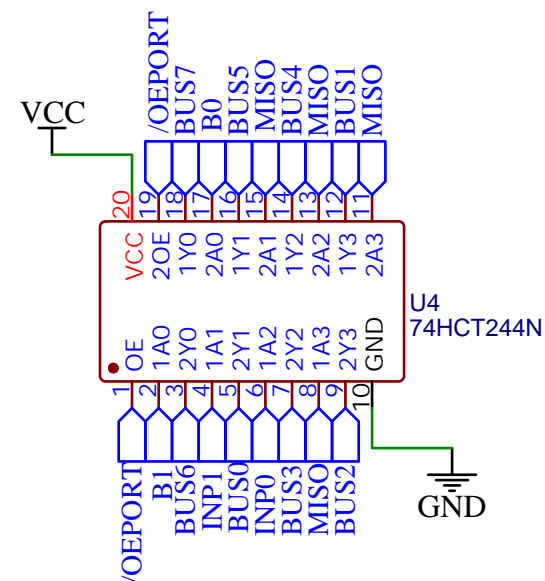 /OEPORT
BUS7
B0
BUS5
MISO
BUS4
MISO
BUS1
MISO
VCC
20
19
18
17
16
15
14
13
12
11
VCC
2OE
1Y0
2A0
1Y1
2A1
1Y2
2A2
1Y3
2A3
U4
74HCT244N
OE
1A0
2Y0
1A1
2Y1
1A2
2Y2
1A3
2Y3
GND
1
2
3
4
5
6
7
8
9
10
/OEPORT
B1
BUS6
INP1
BUS0
INP0
BUS3
MISO
BUS2
GND